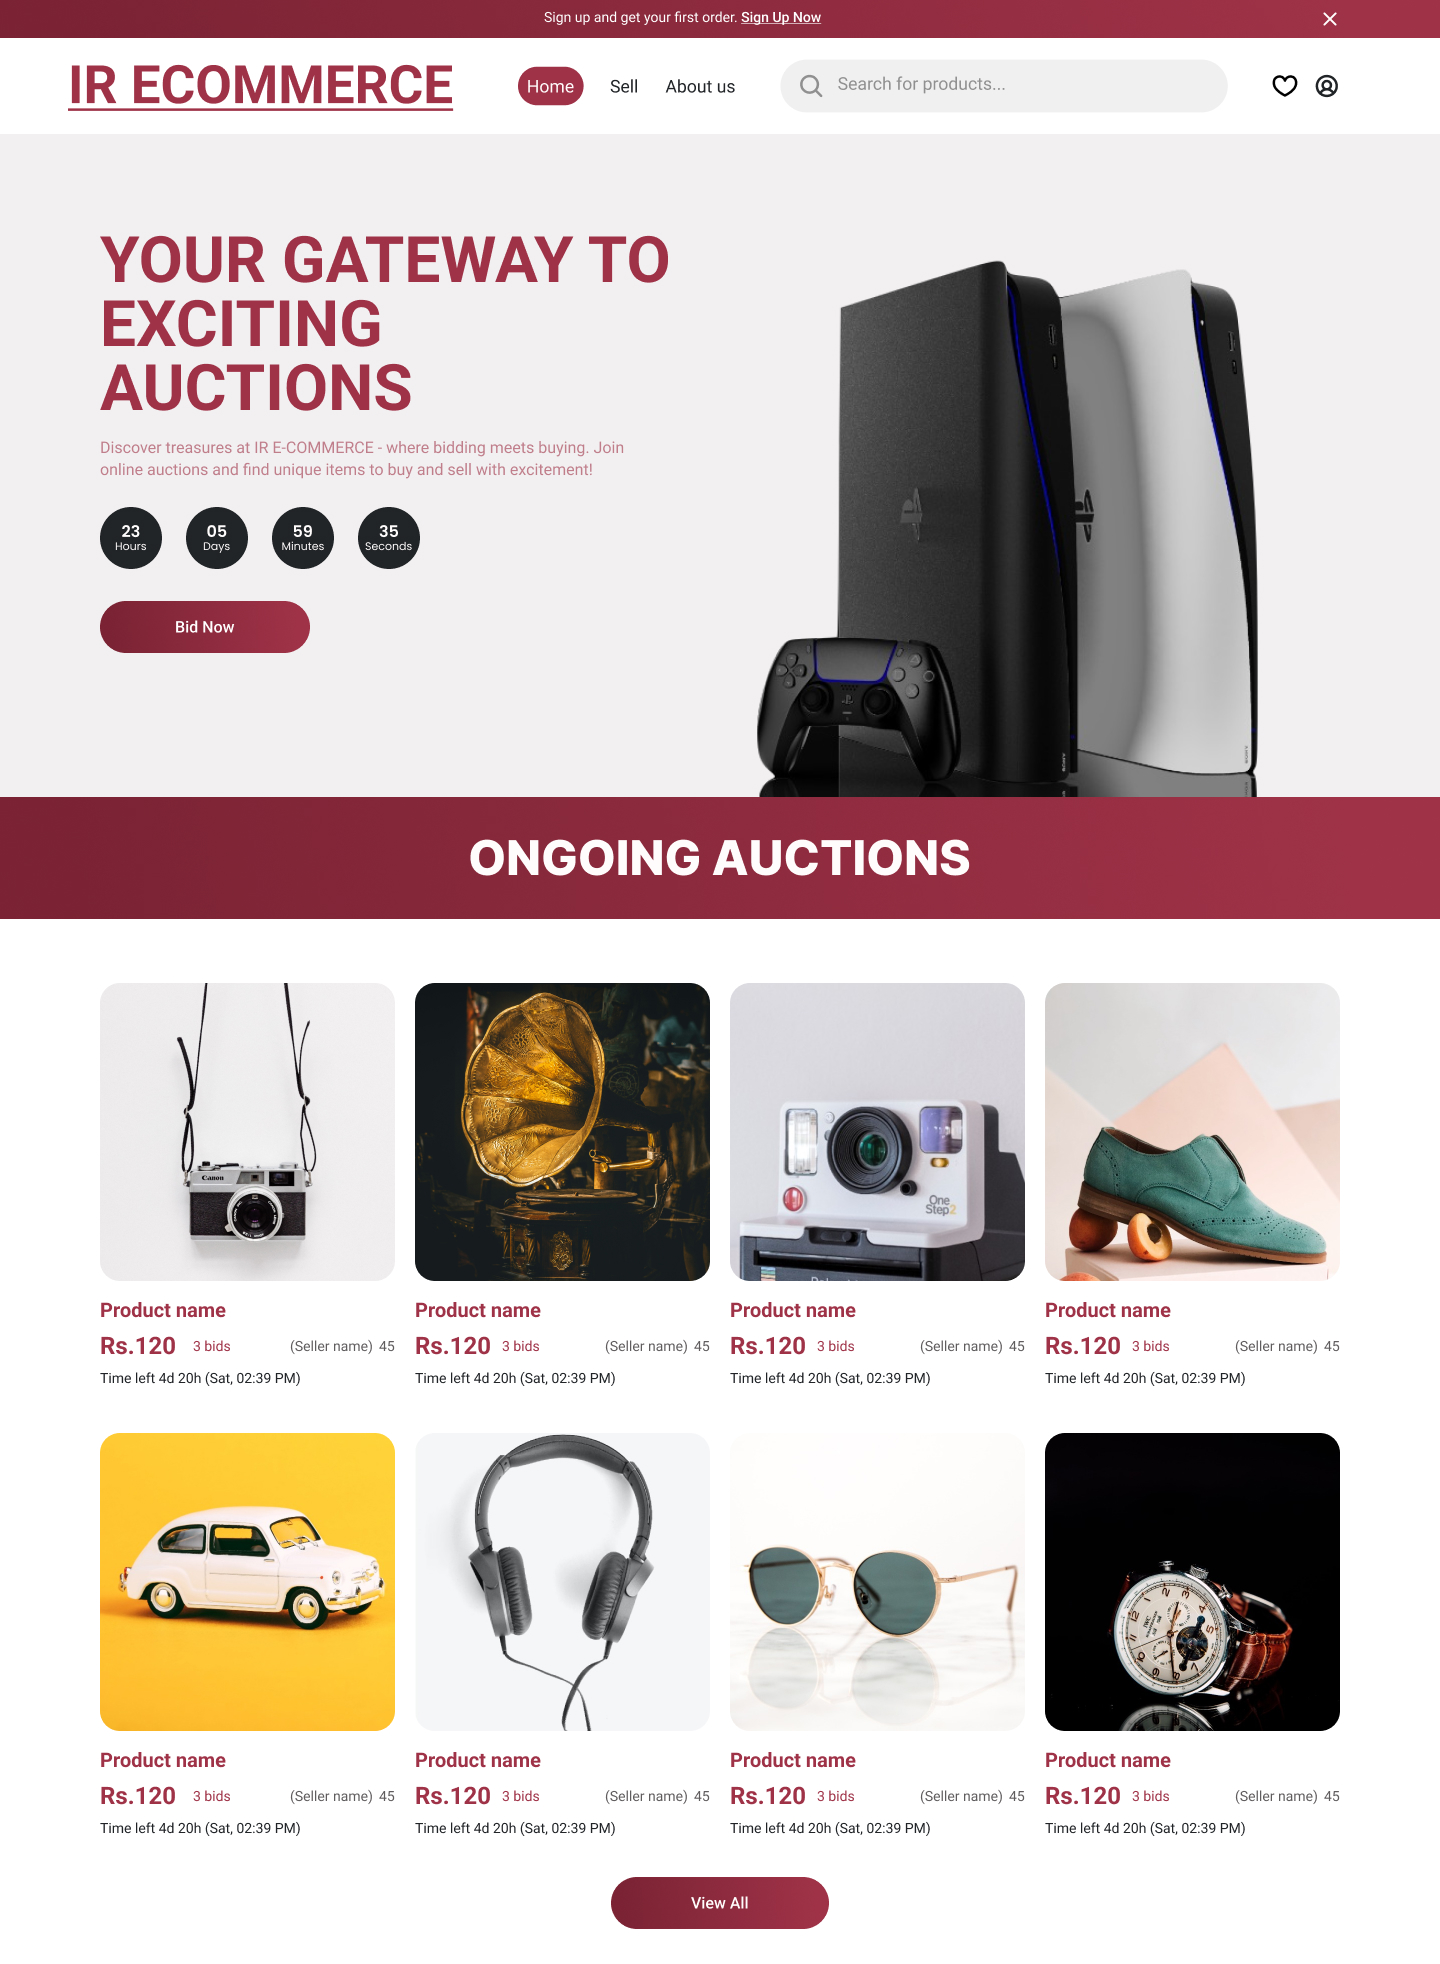 Sign up and get your first order. Sign Up Now
IR ECOMMERCE
Home
Sell
About us
Search for products...
YOUR GATEWAY TO
EXCITING
AUCTIONS
Discover treasures at IR E-COMMERCE - where bidding meets buying. Join
online auctions and find unique items to buy and sell with excitement!
23
Hours
05
Days
59
Minutes
35
Seconds
Bid Now
ONGOING AUCTIONS
Canon
One
Step2
Product name
Rs.120 3 bids (Seller name) 45
Time left 4d 20h (Sat, 02:39 PM)
Product name
Rs.120 3 bids (Seller name) 45
Time left 4d 20h (Sat, 02:39 PM)
Product name
Rs.120 3 bids (Seller name) 45
Time left 4d 20h (Sat, 02:39 PM)
Product name
Rs.120 3 bids (Seller name) 45
Time left 4d 20h (Sat, 02:39 PM)
Product name
Rs.120 3 bids (Seller name) 45
Time left 4d 20h (Sat, 02:39 PM)
Product name
Rs.120 3 bids (Seller name) 45
Time left 4d 20h (Sat, 02:39 PM)
Product name
Rs.120 3 bids (Seller name) 45
Time left 4d 20h (Sat, 02:39 PM)
Product name
Rs.120 3 bids (Seller name) 45
Time left 4d 20h (Sat, 02:39 PM)
View All